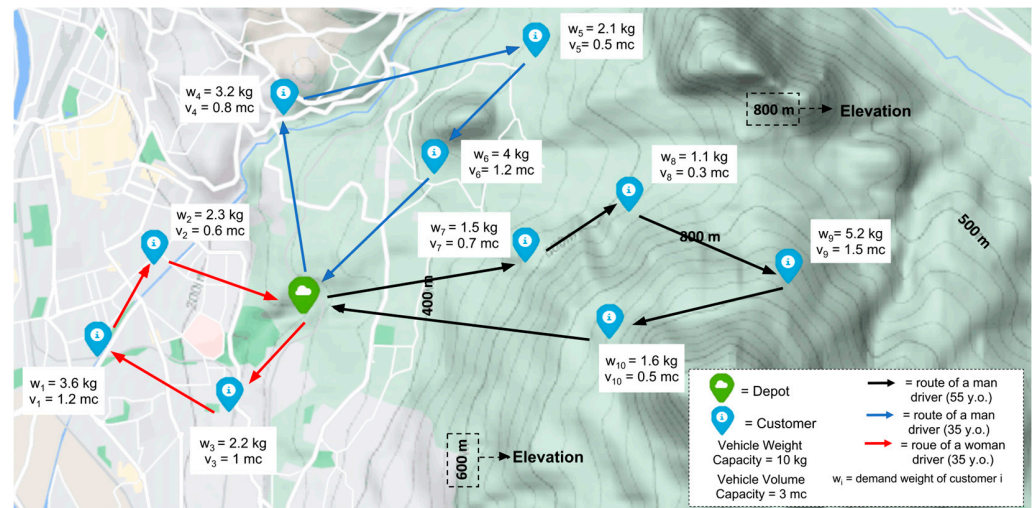 w5 = 2.1 kg
v5= 0.5 mc
w4 = 3.2 kg
v4 = 0.8 mc
800 m
Elevation
w6 = 4 kg
v6= 1.2 mc
w8 = 1.1 kg
v8 = 0.3 mc
w2 = 2.3 kg
v2 = 0.6 mc
w7 = 1.5 kg
v7 = 0.7 mc
800 m
w9= 5.2 kg
v9 = 1.5 mc
500 m
200m
400 m
w1 = 3.6 kg
v1 = 1.2 mc
w10 = 1.6 kg
v10 = 0.5 mc
w3 = 2.2 kg
v3 = 1 mc
600 m
Elevation
= Depot
= Customer
Vehicle Weight
Capacity = 10 kg
Vehicle Volume
Capacity = 3 mc
= route of a man
driver (55 y.o.)
= route of a man
driver (35 y.o.)
= roue of a woman
driver (35 y.o.)
wi = demand weight of customer i